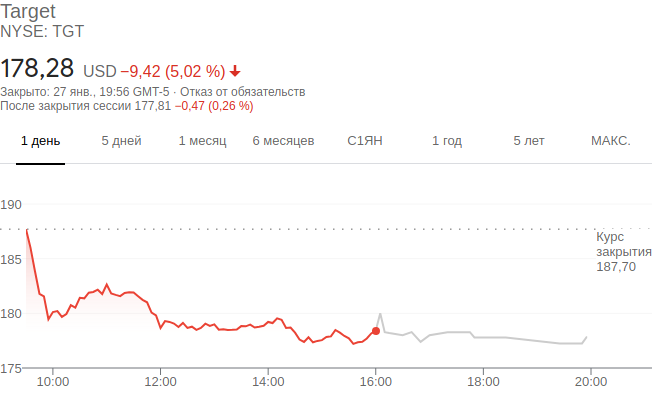 Target
NYSE: TGT
178,28 USD −9,42 (5,02 %)
Закрыто: 27 янв., 19:56 GMT-5 · Отказ от обязательств
После закрытия сессии 177,81 −0,47 (0,26 %)
1 день 5 дней 1 месяц 6 месяцев С1ЯН 1 год 5 лет МАКС.
190
Курс
закрытия
187,70
185
180
175
10:00 12:00 14:00 16:00 18:00 20:00